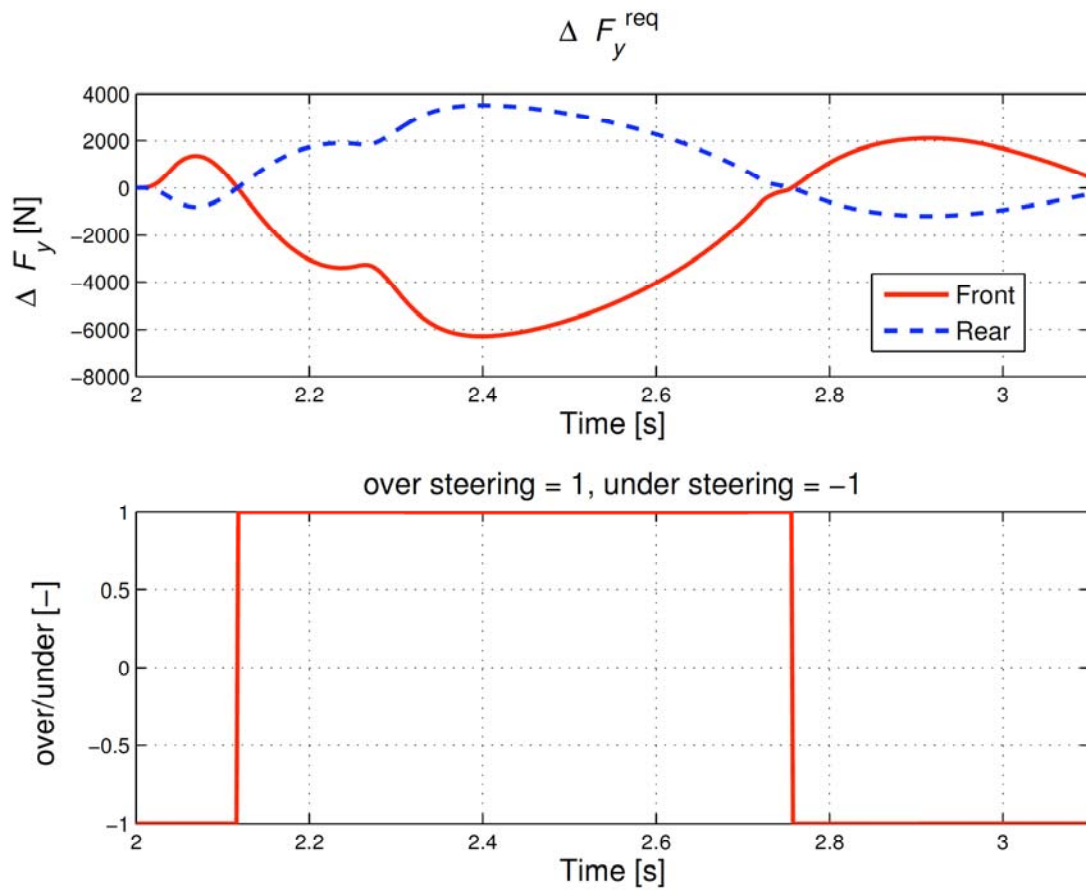 Δ F_y^req
4000
2000
0
−2000
−4000
−6000
−8000
Δ F_y [N]
Front
Rear
2 2.2 2.4 2.6 2.8 3
Time [s]
over steering = 1, under steering = −1
1
0.5
0
−0.5
−1
over/under [−]
2 2.2 2.4 2.6 2.8 3
Time [s]